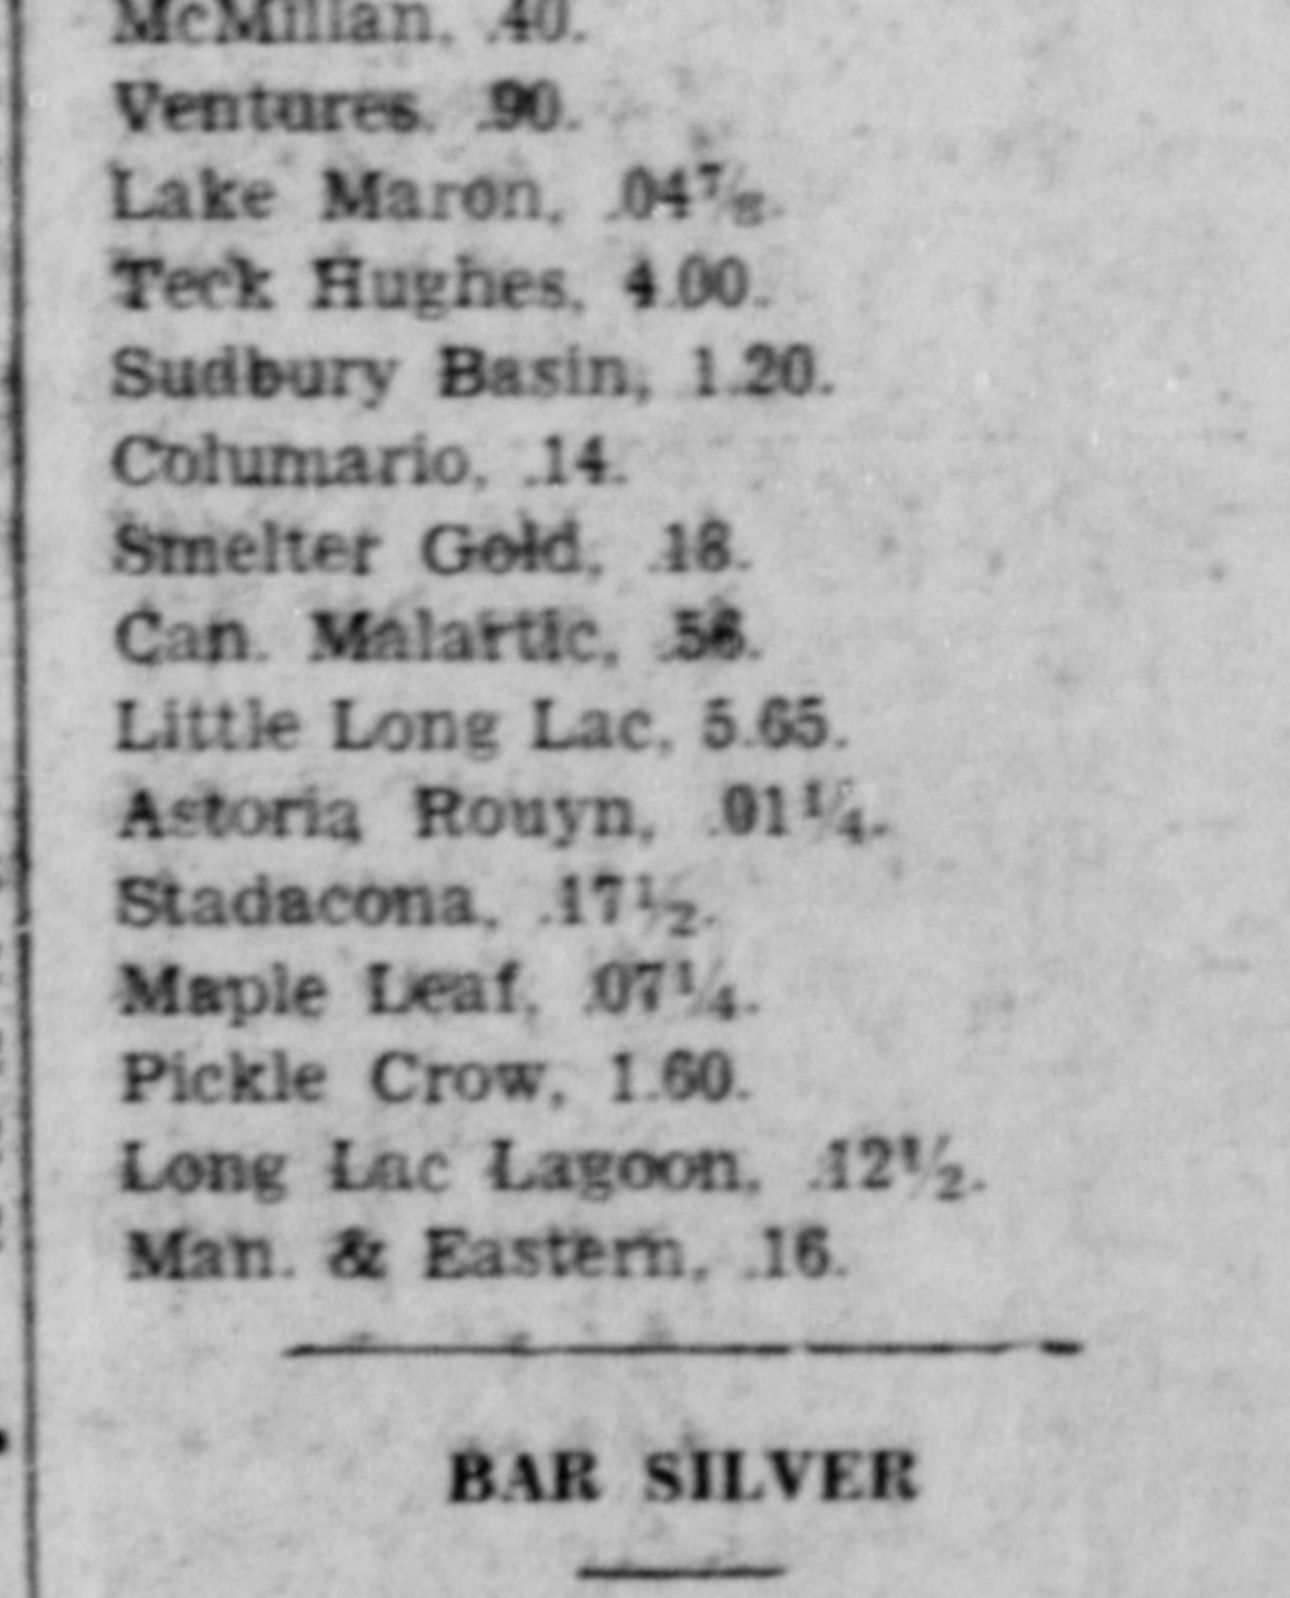 McMillan, .40.
Ventures, .90.
Lake Maron, .04⅞.
Teck Hughes, 4.00.
Sudbury Basin, 1.20.
Columario, .14.
Smelter Gold, .18.
Can. Malartic, .56.
Little Long Lac, 5.65.
Astoria Rouyn, .01¼.
Stadacona, .17½.
Maple Leaf, .07¼.
Pickle Crow, 1.60.
Long Lac Lagoon, .12½.
Man. & Eastern, .16.
BAR SILVER